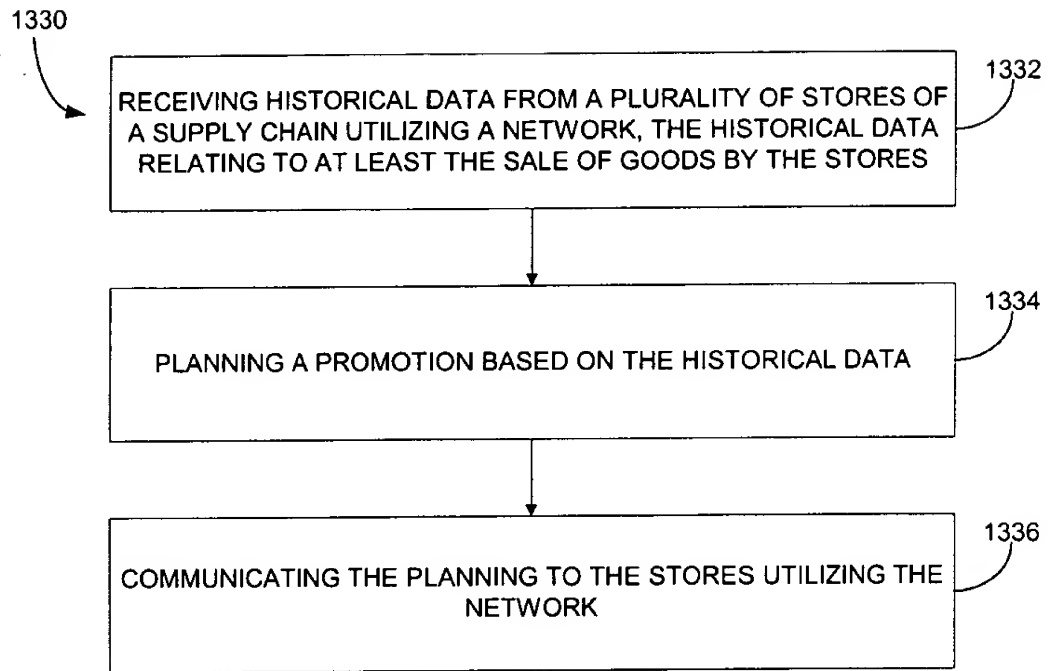 1330
1332
RECEIVING HISTORICAL DATA FROM A PLURALITY OF STORES OF
A SUPPLY CHAIN UTILIZING A NETWORK, THE HISTORICAL DATA
RELATING TO AT LEAST THE SALE OF GOODS BY THE STORES
1334
PLANNING A PROMOTION BASED ON THE HISTORICAL DATA
1336
COMMUNICATING THE PLANNING TO THE STORES UTILIZING THE
NETWORK